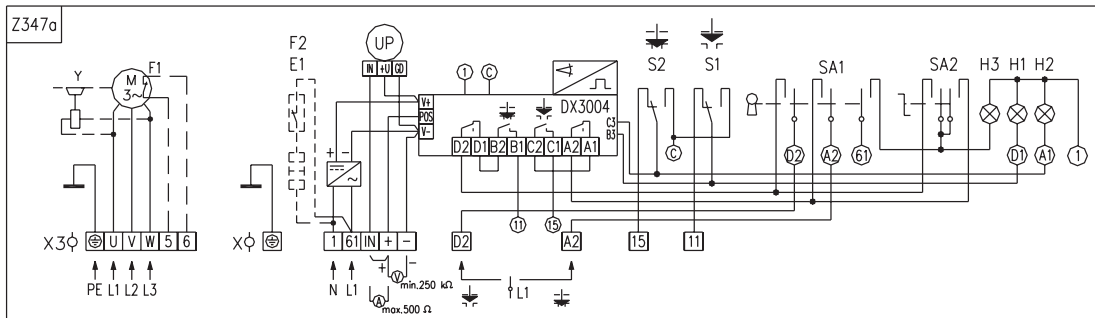 Z347a
F2
E1
UP
IN +U GD
1 C
S2 S1
SA1
SA2 H3 H1 H2
Y
M
3~
F1
V+
POS
V-
DX3004
C3
B3
D2 D1 B2 B1 C2 C1 A2 A1
+ -
~
C
D2 A2 61
D1 A1 1
11 15
X3 U V W 5 6
X 1 61 IN + -
D2 A2 15 11
PE L1 L2 L3
N L1
+ V -
min.250 kΩ
A
max.500 Ω
L1